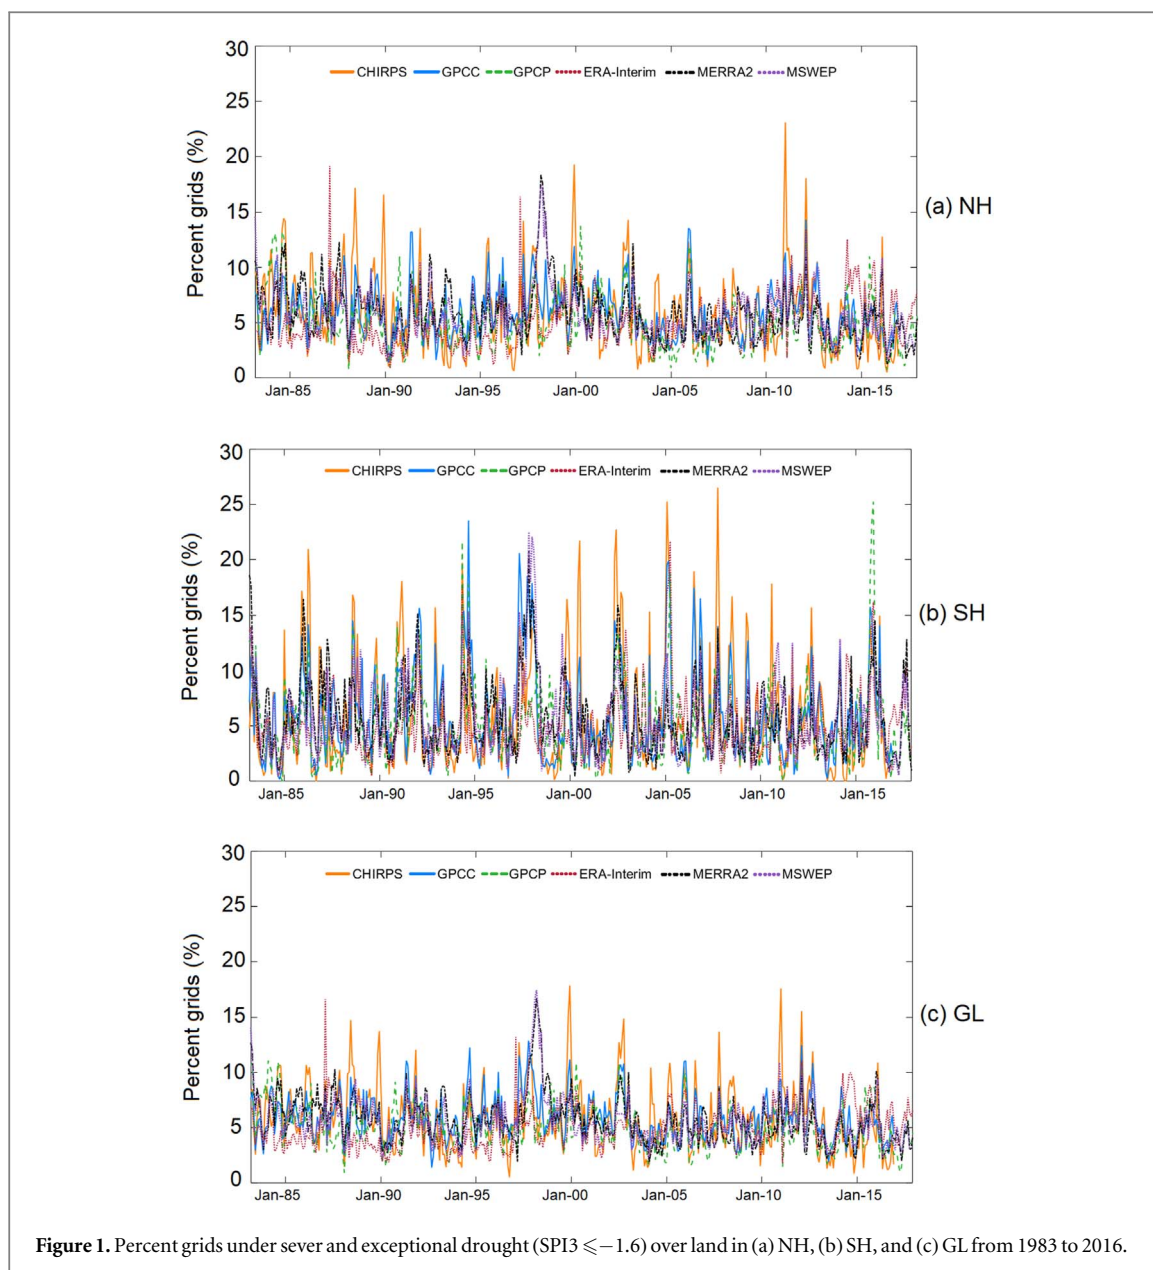 30
25
20
15
10
5
0
Percent grids (%)
CHIRPS GPCC GPCP ERA-Interim MERRA2 MSWEP
(a) NH
Jan-85 Jan-90 Jan-95 Jan-00 Jan-05 Jan-10 Jan-15
30
25
20
15
10
5
0
Percent grids (%)
CHIRPS GPCC GPCP ERA-Interim MERRA2 MSWEP
(b) SH
Jan-85 Jan-90 Jan-95 Jan-00 Jan-05 Jan-10 Jan-15
30
25
20
15
10
5
0
Percent grids (%)
CHIRPS GPCC GPCP ERA-Interim MERRA2 MSWEP
(c) GL
Jan-85 Jan-90 Jan-95 Jan-00 Jan-05 Jan-10 Jan-15
Figure 1. Percent grids under sever and exceptional drought (SPI3 ⩽−1.6) over land in (a) NH, (b) SH, and (c) GL from 1983 to 2016.